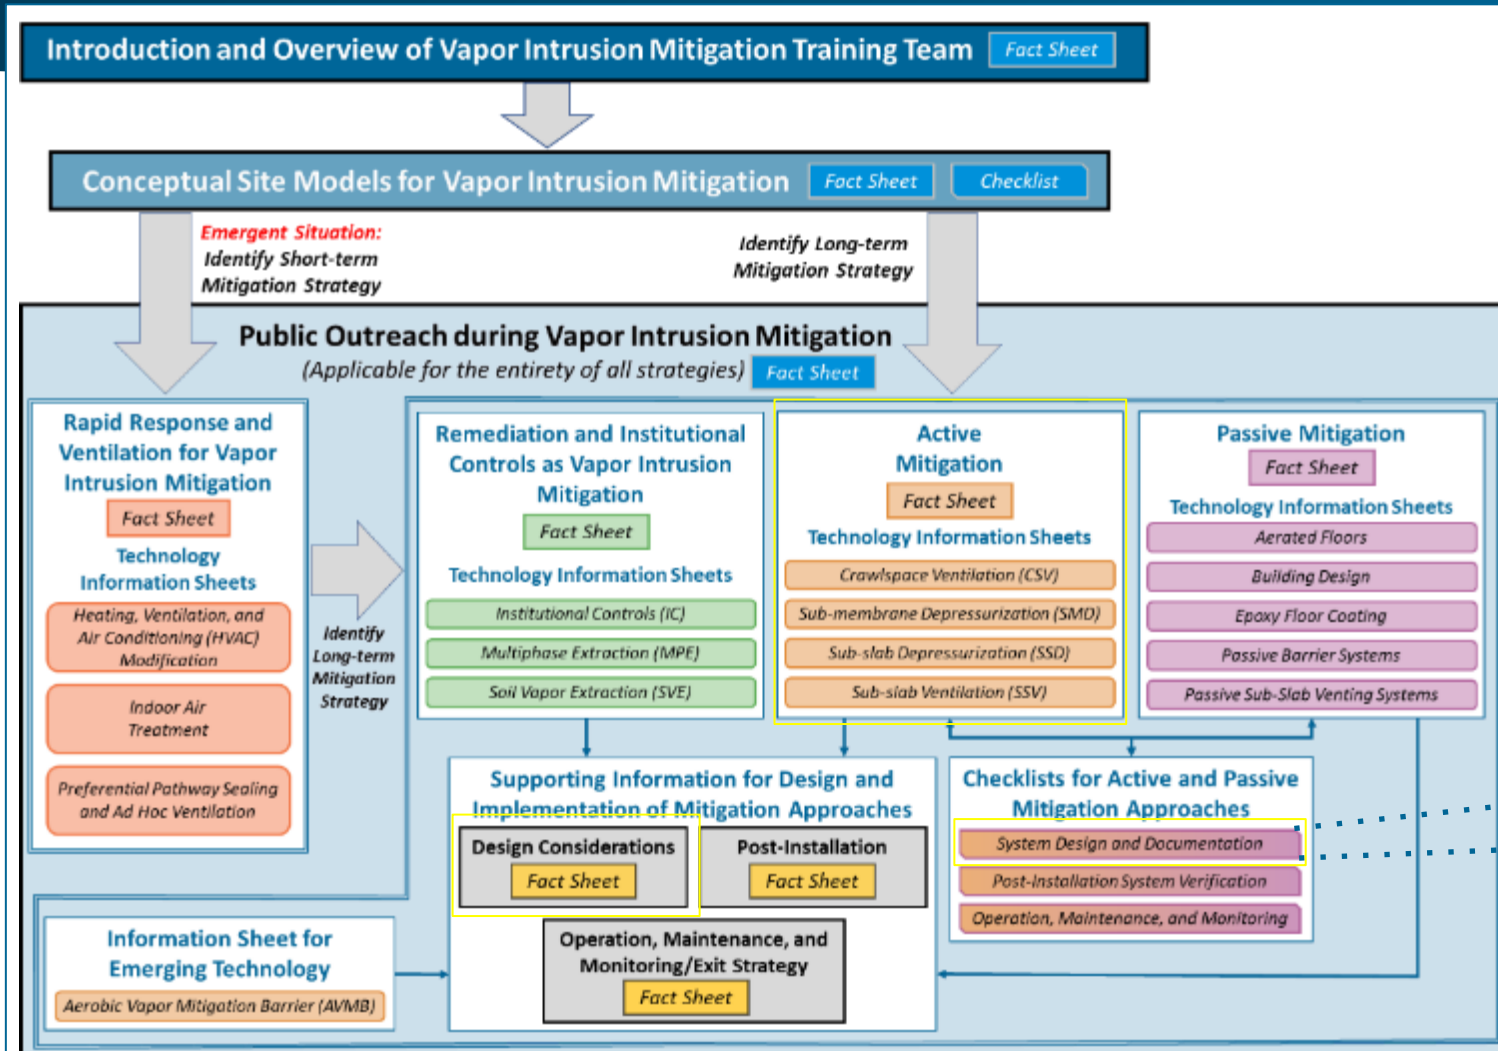 Introduction and Overview of Vapor Intrusion Mitigation Training Team
Fact Sheet
Conceptual Site Models for Vapor Intrusion Mitigation
Fact Sheet
Checklist
Emergent Situation:
Identify Short-term
Mitigation Strategy
Identify Long-term
Mitigation Strategy
Public Outreach during Vapor Intrusion Mitigation
(Applicable for the entirety of all strategies)
Fact Sheet
Rapid Response and
Ventilation for Vapor
Intrusion Mitigation
Fact Sheet
Technology
Information Sheets
Heating, Ventilation, and
Air Conditioning (HVAC)
Modification
Indoor Air
Treatment
Preferential Pathway Sealing
and Ad Hoc Ventilation
Identify
Long-term
Mitigation
Strategy
Remediation and Institutional
Controls as Vapor Intrusion
Mitigation
Fact Sheet
Technology Information Sheets
Institutional Controls (IC)
Multiphase Extraction (MPE)
Soil Vapor Extraction (SVE)
Active
Mitigation
Fact Sheet
Technology Information Sheets
Crawlspace Ventilation (CSV)
Sub-membrane Depressurization (SMD)
Sub-slab Depressurization (SSD)
Sub-slab Ventilation (SSV)
Passive Mitigation
Fact Sheet
Technology Information Sheets
Aerated Floors
Building Design
Epoxy Floor Coating
Passive Barrier Systems
Passive Sub-Slab Venting Systems
Supporting Information for Design and
Implementation of Mitigation Approaches
Design Considerations
Fact Sheet
Post-Installation
Fact Sheet
Operation, Maintenance, and
Monitoring/Exit Strategy
Fact Sheet
Checklists for Active and Passive
Mitigation Approaches
System Design and Documentation
Post-Installation System Verification
Operation, Maintenance, and Monitoring
Information Sheet for
Emerging Technology
Aerobic Vapor Mitigation Barrier (AVMB)